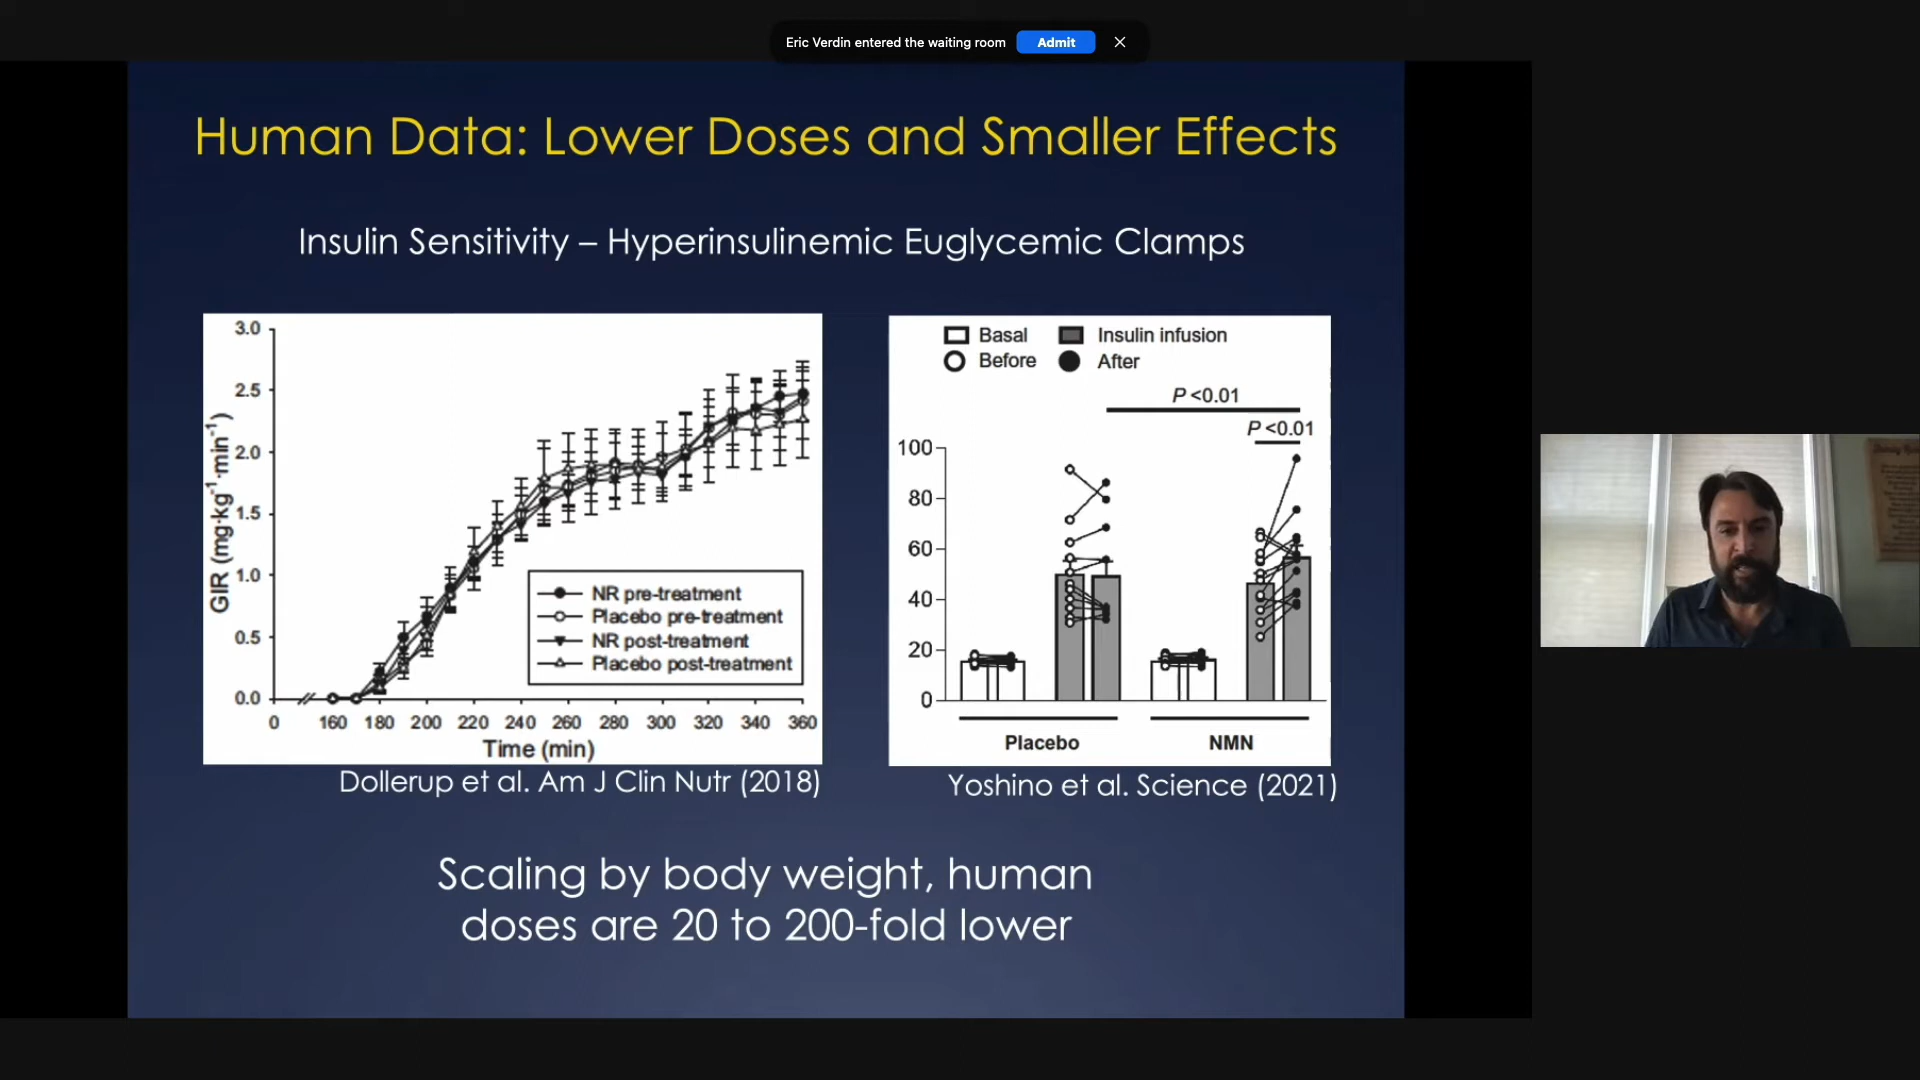 Eric Verdin entered the waiting room Admit
Human Data: Lower Doses and Smaller Effects
Insulin Sensitivity – Hyperinsulinemic Euglycemic Clamps
3.0
2.5
2.0
1.5
1.0
0.5
0.0
GIR (mg·kg⁻¹·min⁻¹)
NR pre-treatment
Placebo pre-treatment
NR post-treatment
Placebo post-treatment
0 160 180 200 220 240 260 280 300 320 340 360
Time (min)
Dollerup et al. Am J Clin Nutr (2018)
Basal Insulin infusion
Before After
P <0.01
P <0.01
100
80
60
40
20
0
Placebo NMN
Yoshino et al. Science (2021)
Scaling by body weight, human
doses are 20 to 200-fold lower